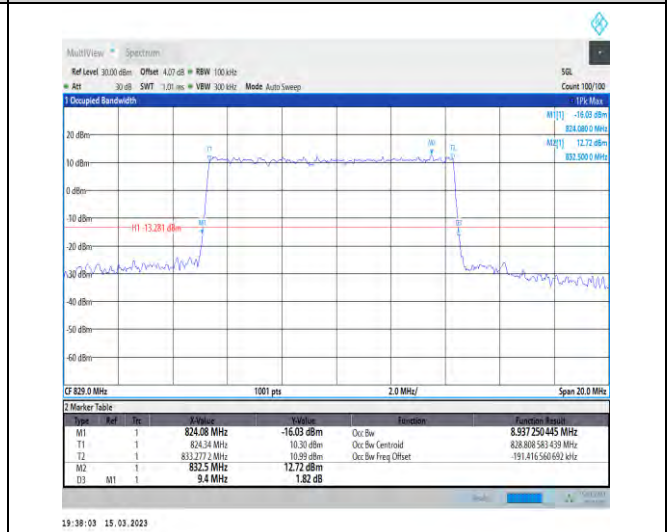 MultiView Spectrum
Ref Level 30.00 dBm Offset 4.07 dB RBW 100 kHz SGL
Att 30 dB SWT 1.01 ms VBW 300 kHz Mode Auto Sweep Count 100/100
1 Occupied Bandwidth 1Pk Max
M1[1] -16.03 dBm
824.080 0 MHz
M2[1] 12.72 dBm
832.500 0 MHz
20 dBm
T1 M2 T2
10 dBm
0 dBm
-10 dBm
H1 -13.281 dBm M1 D3
-20 dBm
-30 dBm
-40 dBm
-50 dBm
-60 dBm
CF 829.0 MHz 1001 pts 2.0 MHz/ Span 20.0 MHz
2 Marker Table
Type Ref Trc X-Value Y-Value Function Function Result
M1 1 824.08 MHz -16.03 dBm Occ Bw 8.937 250 445 MHz
T1 1 824.34 MHz 10.30 dBm Occ Bw Centroid 828.808 583 439 MHz
T2 1 833.277 2 MHz 10.99 dBm Occ Bw Freq Offset -191.416 560 692 kHz
M2 1 832.5 MHz 12.72 dBm
D3 M1 1 9.4 MHz 1.82 dB
19:38:03 15.03.2023